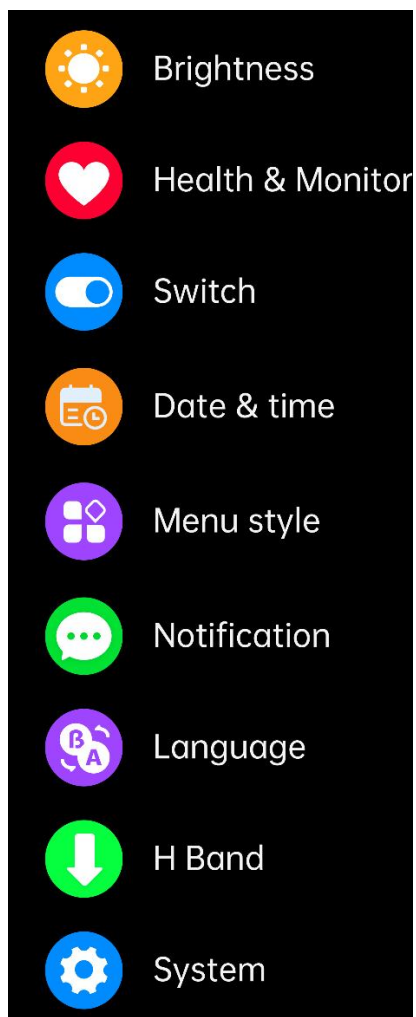 Brightness
Health & Monitor
Switch
Date & time
Menu style
Notification
Language
H Band
System